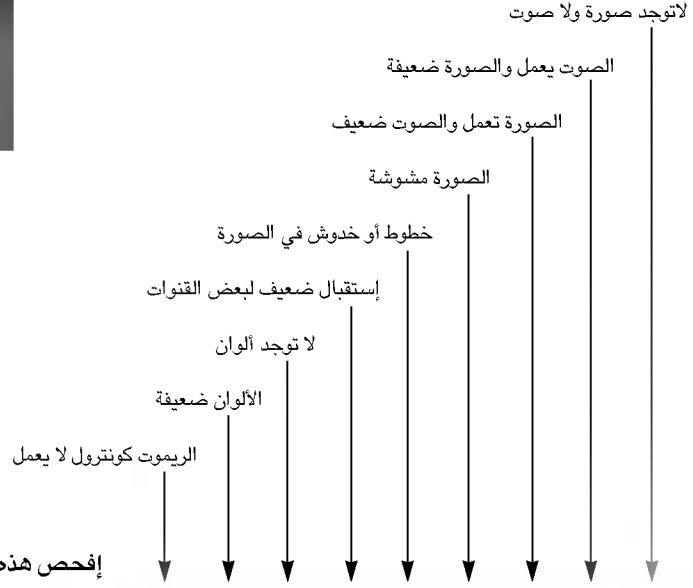 لاتوجد صورة ولا صوت
الصوت يعمل والصورة ضعيفة
الصورة تعمل والصوت ضعيف
الصورة مشوشة
خطوط أو خدوش في الصورة
إستقبال ضعيف لبعض القنوات
لا توجد ألوان
الألوان ضعيفة
الريموت كونترول لا يعمل
إفحص